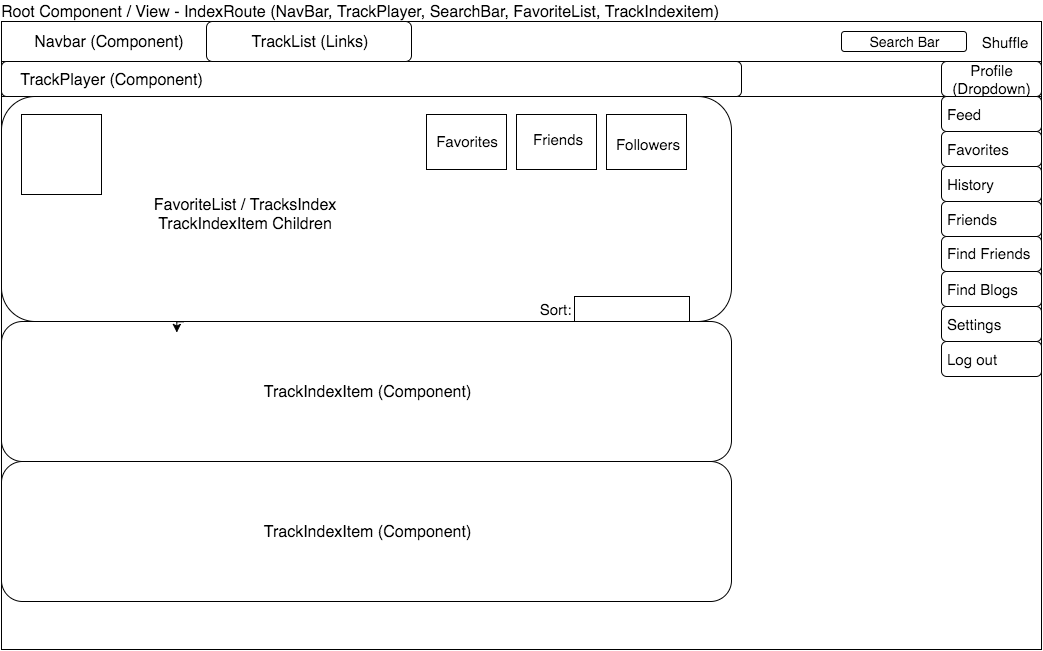 Root Component / View - IndexRoute (NavBar, TrackPlayer, SearchBar, FavoriteList, TrackIndexitem)
Navbar (Component)
TrackList (Links)
Search Bar
Shuffle
TrackPlayer (Component)
Profile
(Dropdown)
Favorites
Friends
Followers
FavoriteList / TracksIndex
TrackIndexItem Children
Sort:
Feed
Favorites
History
Friends
Find Friends
Find Blogs
Settings
Log out
TrackIndexItem (Component)
TrackIndexItem (Component)